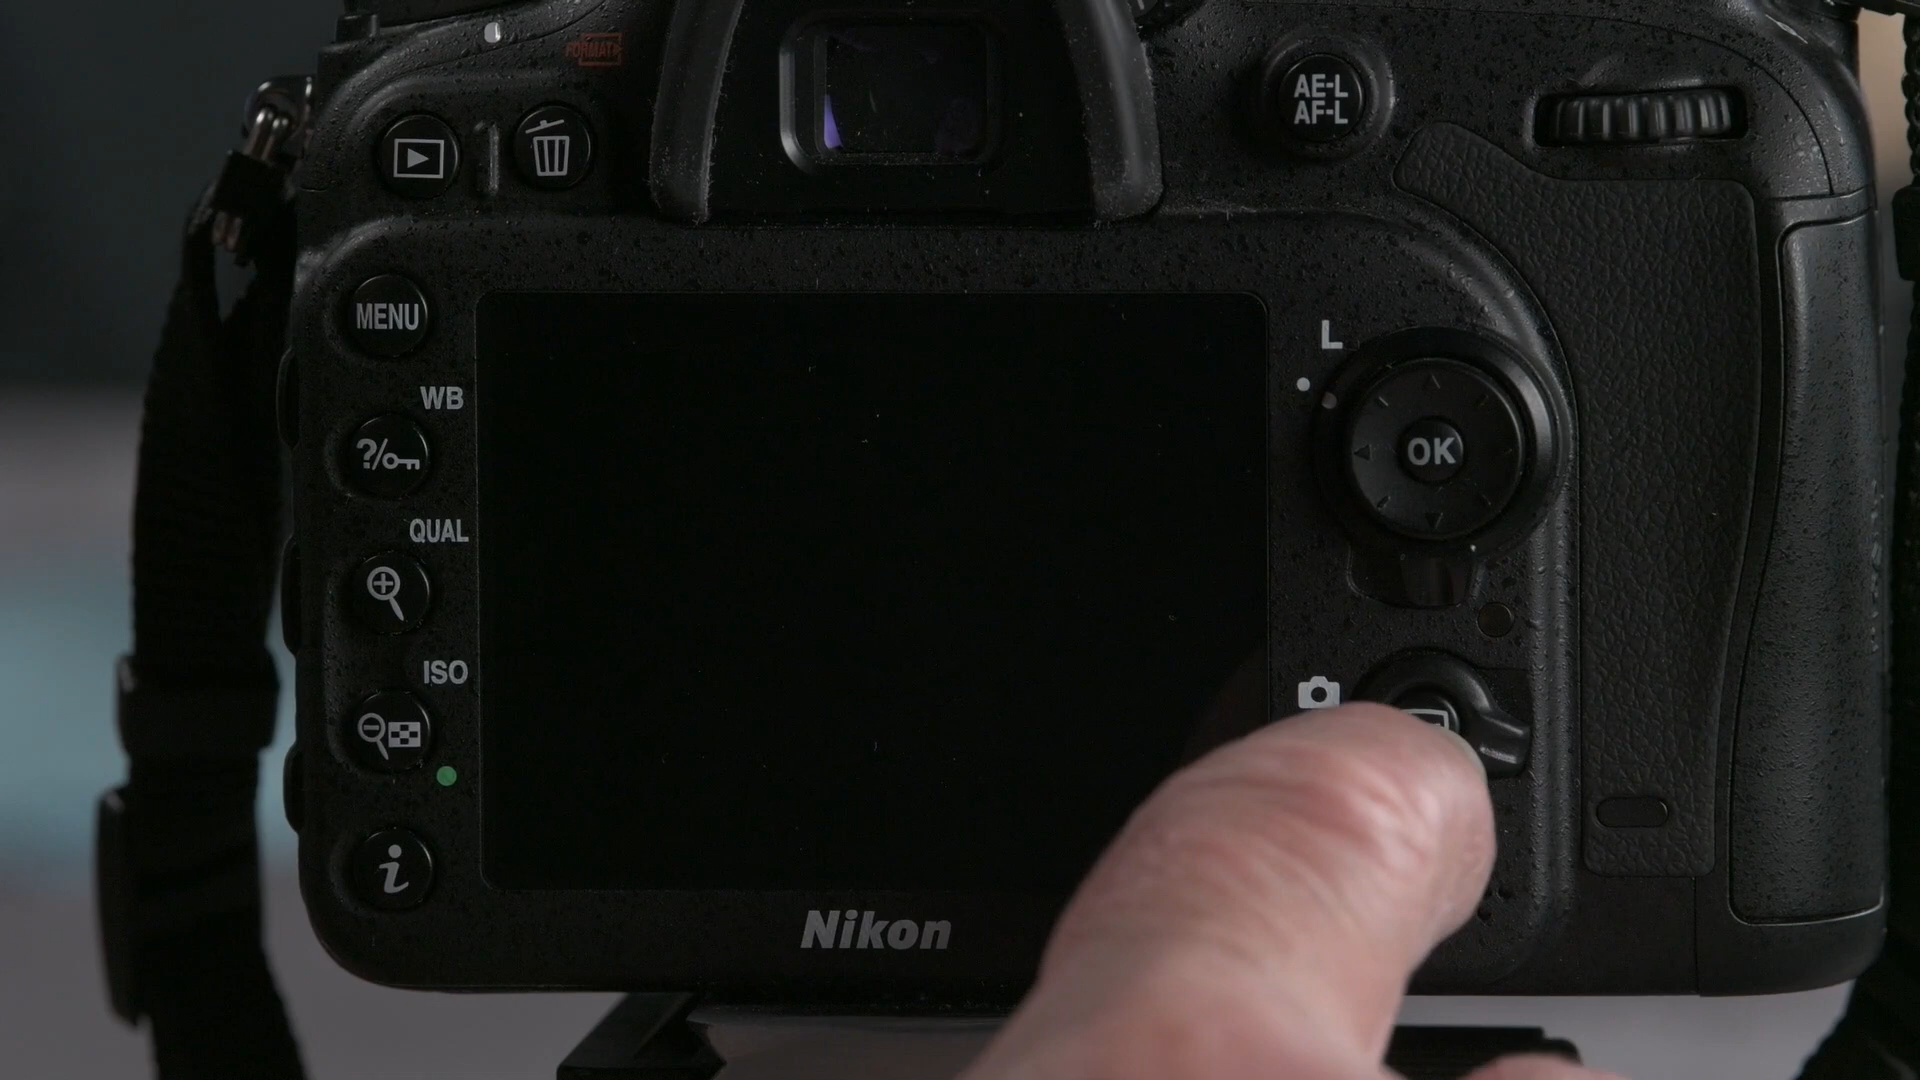 FORMAT
AE-L
AF-L
MENU
L
WB
?/
OK
QUAL
ISO
i
Nikon